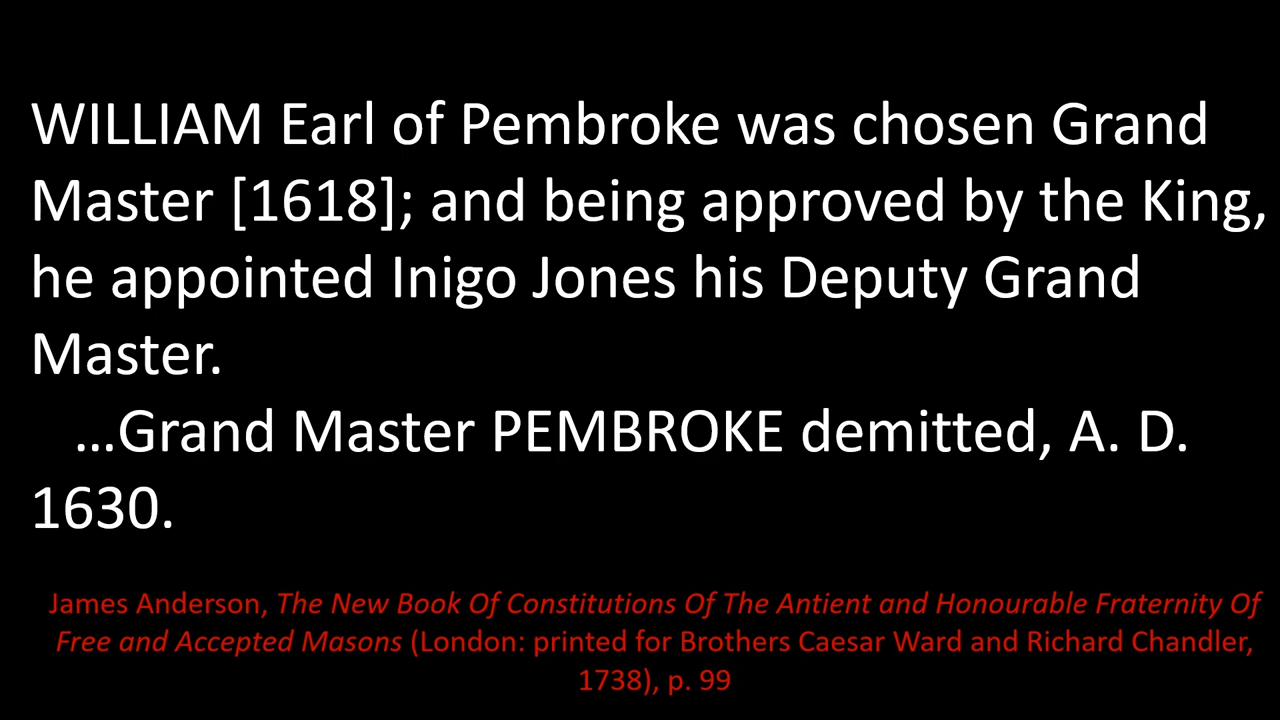 WILLIAM Earl of Pembroke was chosen Grand
Master [1618]; and being approved by the King,
he appointed Inigo Jones his Deputy Grand
Master.
…Grand Master PEMBROKE demitted, A. D.
1630.
James Anderson, The New Book Of Constitutions Of The Antient and Honourable Fraternity Of
Free and Accepted Masons (London: printed for Brothers Caesar Ward and Richard Chandler,
1738), p. 99